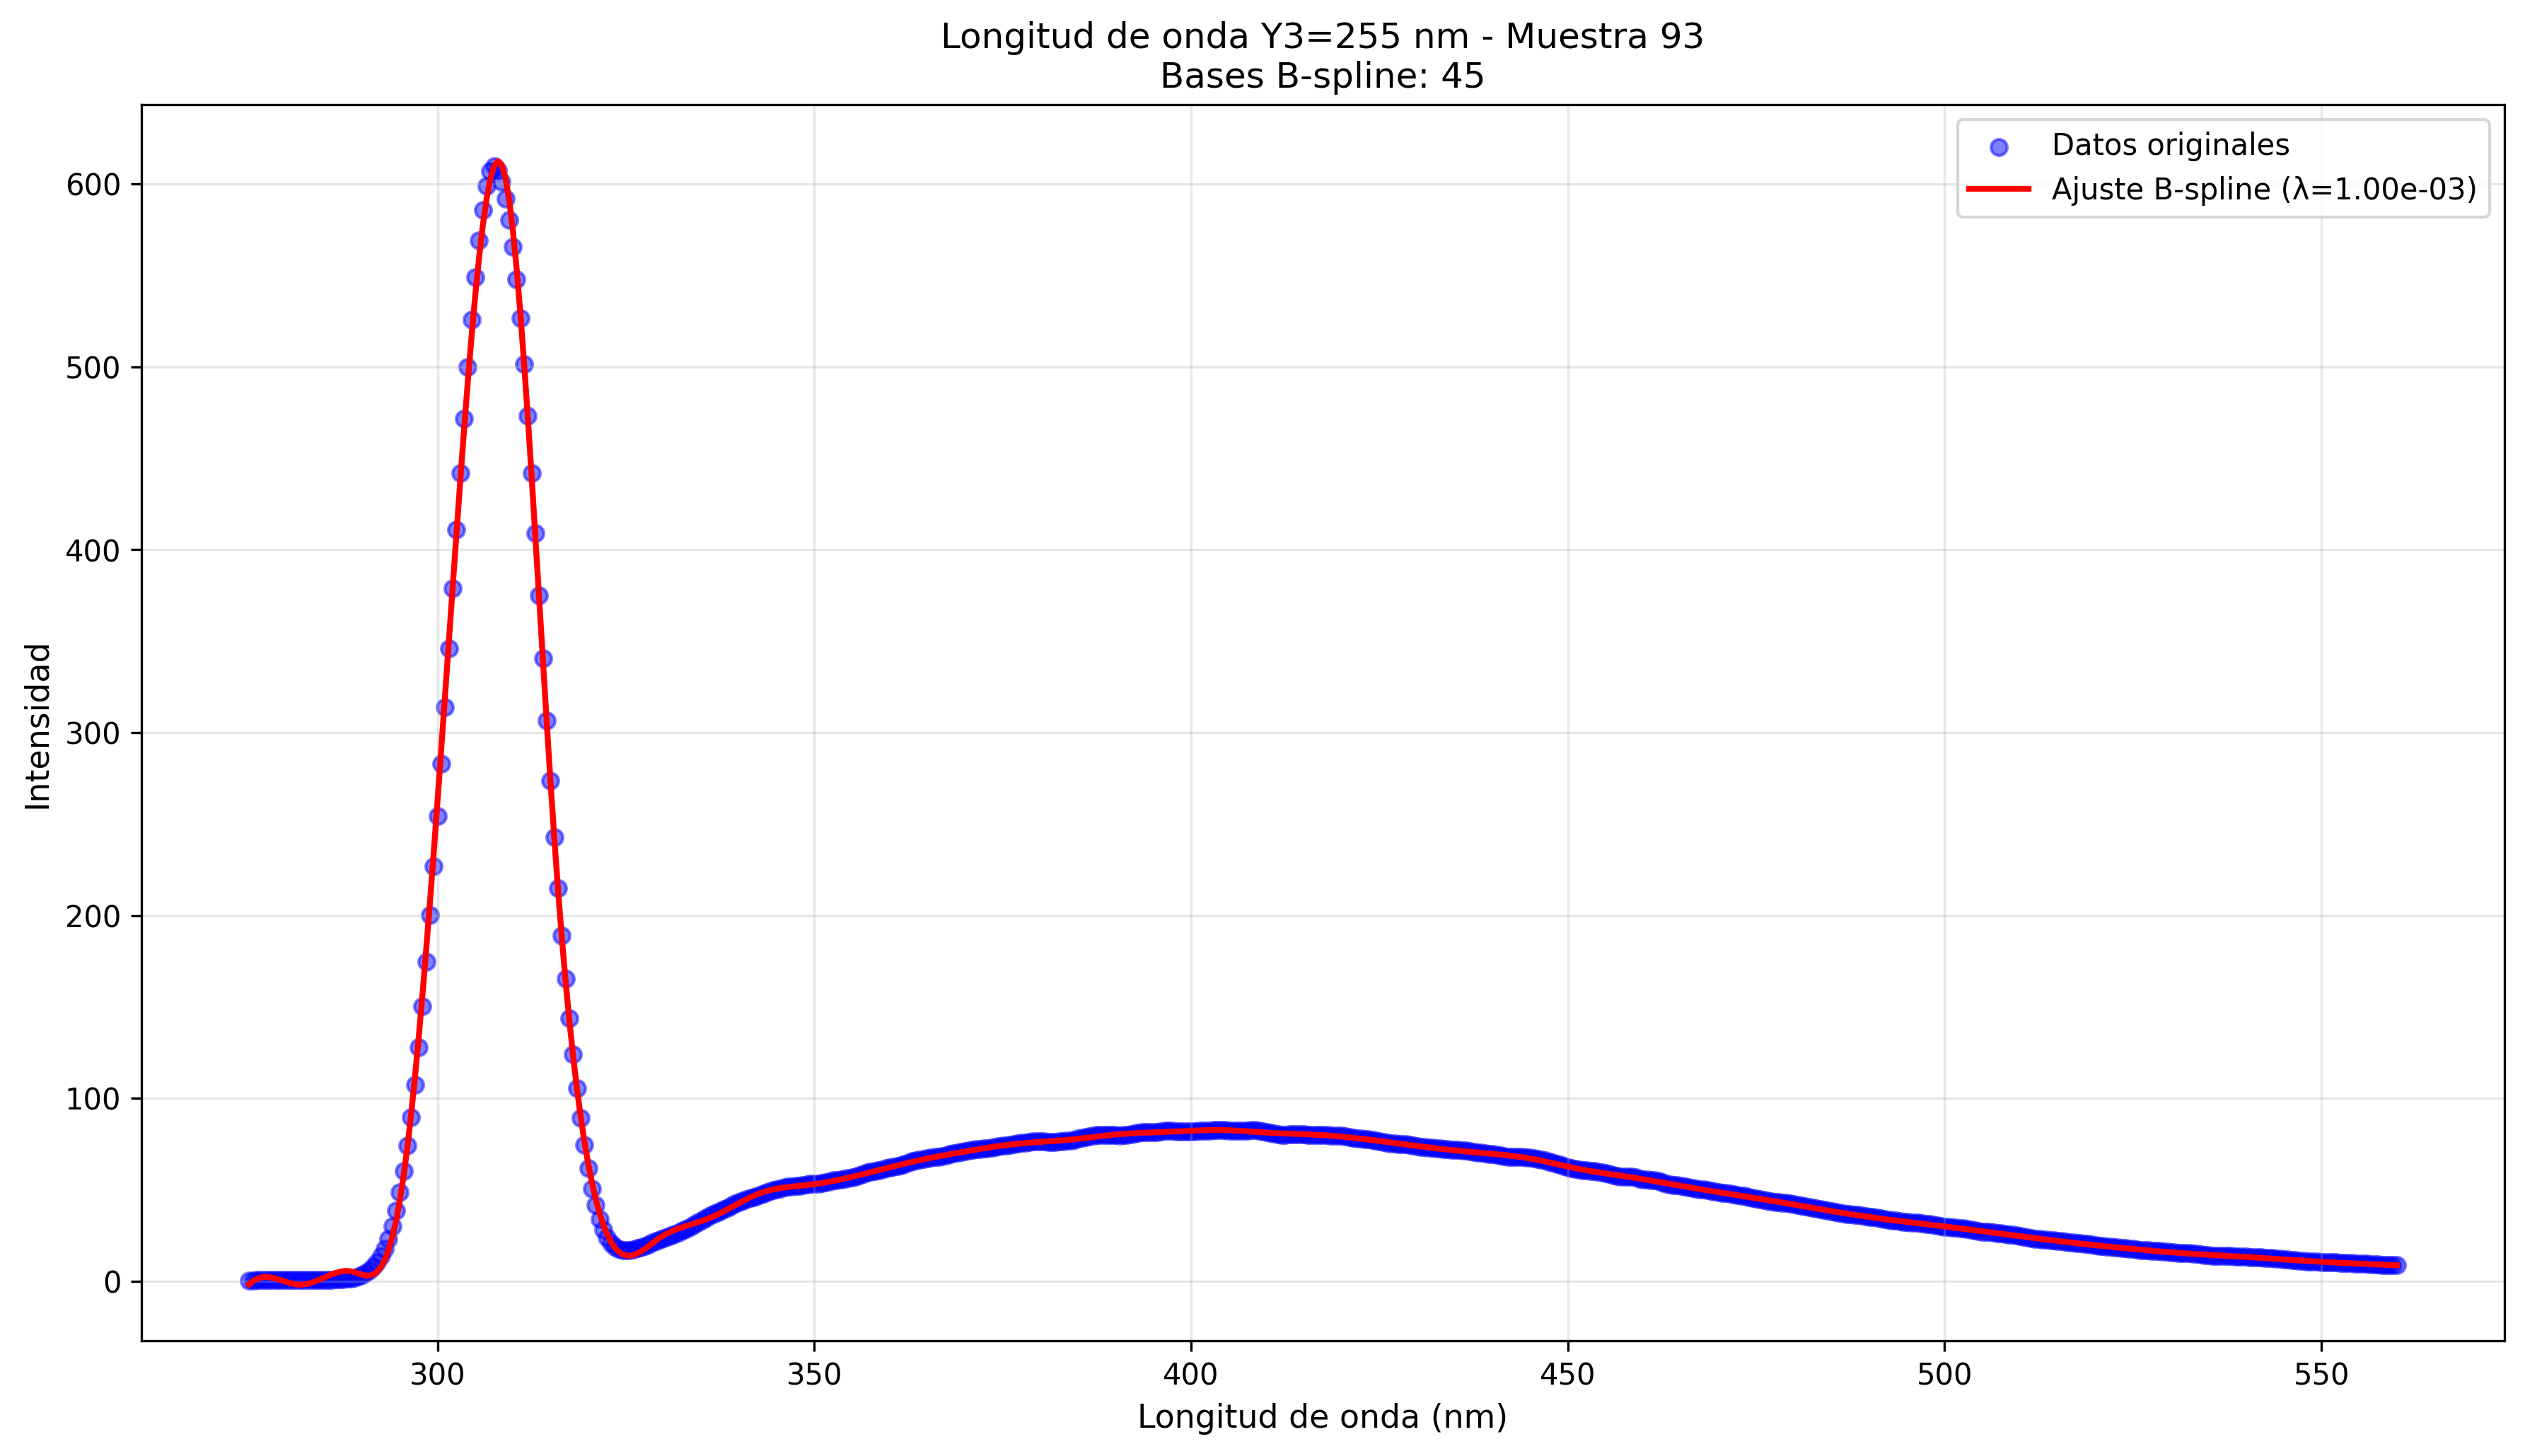 Longitud de onda Y3=255 nm - Muestra 93
Bases B-spline: 45
Datos originales
Ajuste B-spline (λ=1.00e-03)
Intensidad
600
500
400
300
200
100
0
300
350
400
450
500
550
Longitud de onda (nm)